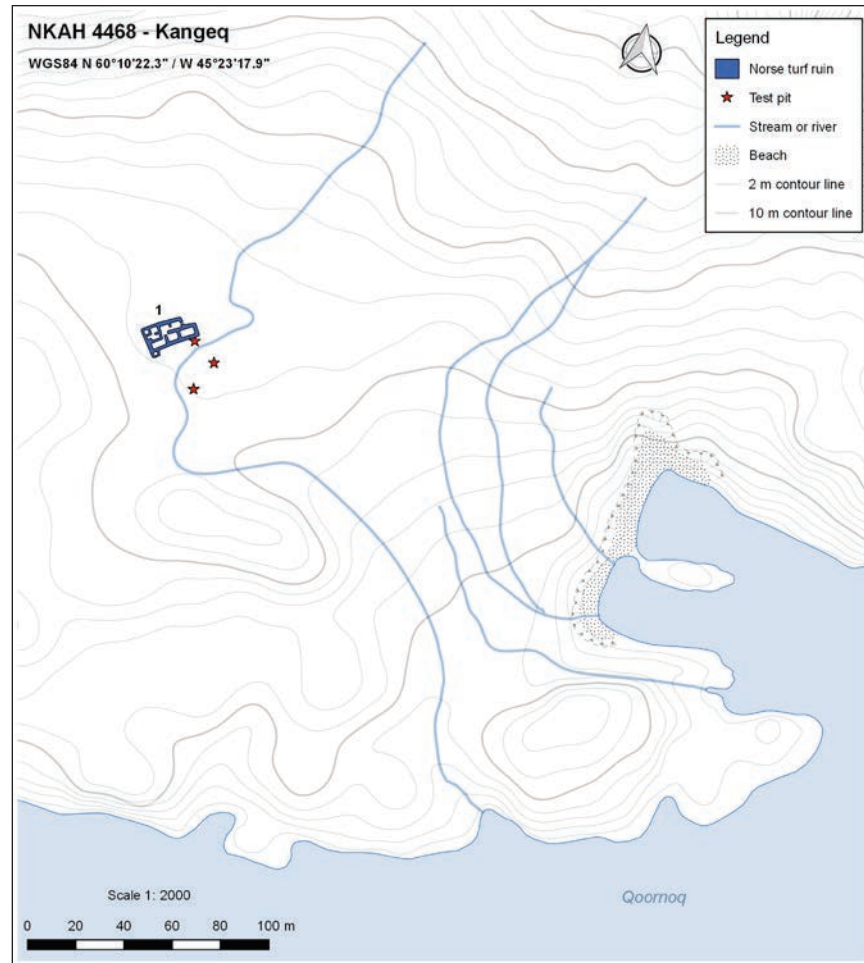 NKAH 4468 - Kangeq
WGS84 N 60°10'22.3" / W 45°23'17.9"
Legend
Norse turf ruin
Test pit
Stream or river
Beach
2 m contour line
10 m contour line
1
Scale 1: 2000
Qoornoq
0 20 40 60 80 100 m